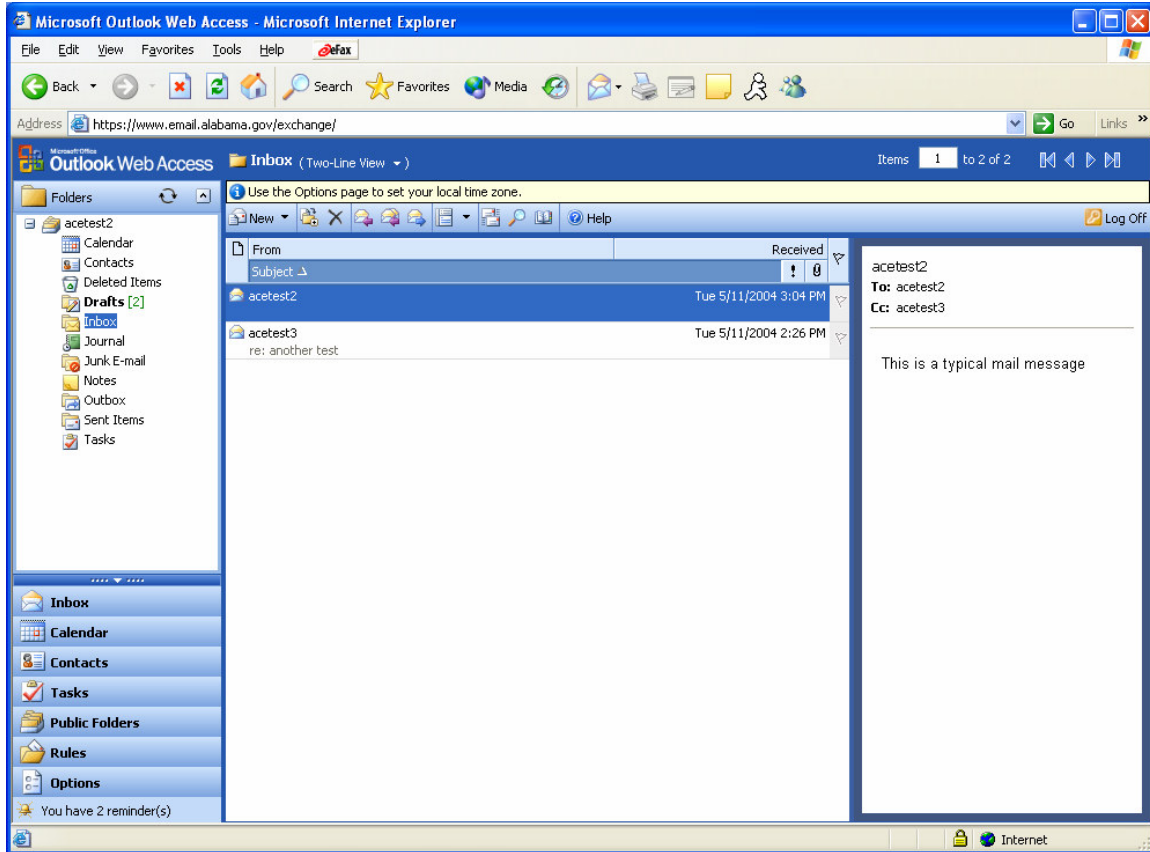 Microsoft Outlook Web Access - Microsoft Internet Explorer
File Edit View Favorites Tools Help eFax
Back Search Favorites Media
Address https://www.email.alabama.gov/exchange/ Go Links »
Microsoft Office
Outlook Web Access Inbox (Two-Line View) Items 1 to 2 of 2
Folders
Use the Options page to set your local time zone.
New Help Log Off
acetest2
Calendar
Contacts
Deleted Items
Drafts [2]
Inbox
Journal
Junk E-mail
Notes
Outbox
Sent Items
Tasks
From Received
Subject
acetest2 Tue 5/11/2004 3:04 PM
acetest3 Tue 5/11/2004 2:26 PM
re: another test
acetest2
To: acetest2
Cc: acetest3
This is a typical mail message
Inbox
Calendar
Contacts
Tasks
Public Folders
Rules
Options
You have 2 reminder(s)
Internet